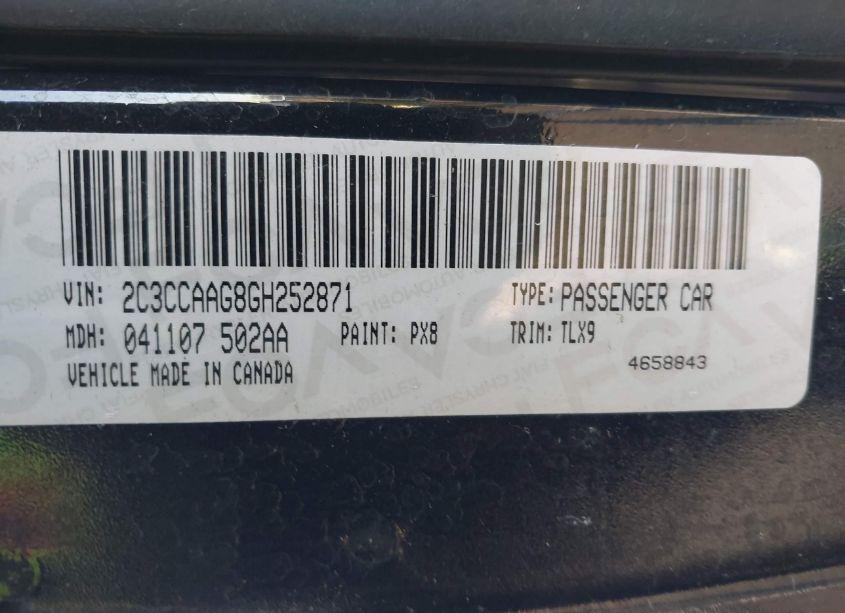 VIN: 2C3CCAAG8GH252871 TYPE: PASSENGER CAR
MDH: 041107 502AA PAINT: PX8 TRIM: TLX9
VEHICLE MADE IN CANADA 4658843